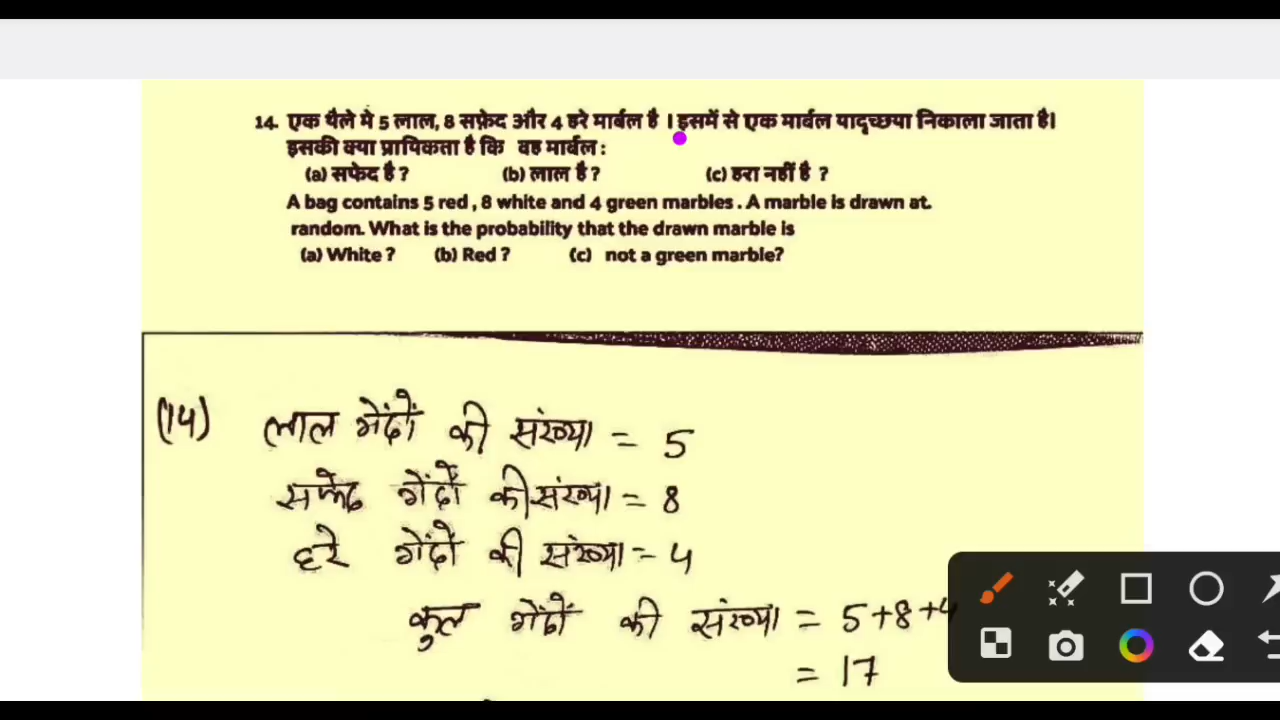 14. एक थैले मे 5 लाल, 8 सफ़ेद और 4 हरे मार्बल है । इसमें से एक मार्बल यादृच्छया निकाला जाता है।
इसकी क्या प्रायिकता है कि वह मार्बल :
(a) सफेद है ? (b) लाल है ? (c) हरा नहीं है ?
A bag contains 5 red , 8 white and 4 green marbles . A marble is drawn at.
random. What is the probability that the drawn marble is
(a) White ? (b) Red ? (c) not a green marble?
(14) लाल गेंदों की संख्या = 5
सफेद गेंदों की संख्या = 8
हरे गेंदों की संख्या = 4
कुल गेंदों की संख्या = 5+8+4
= 17